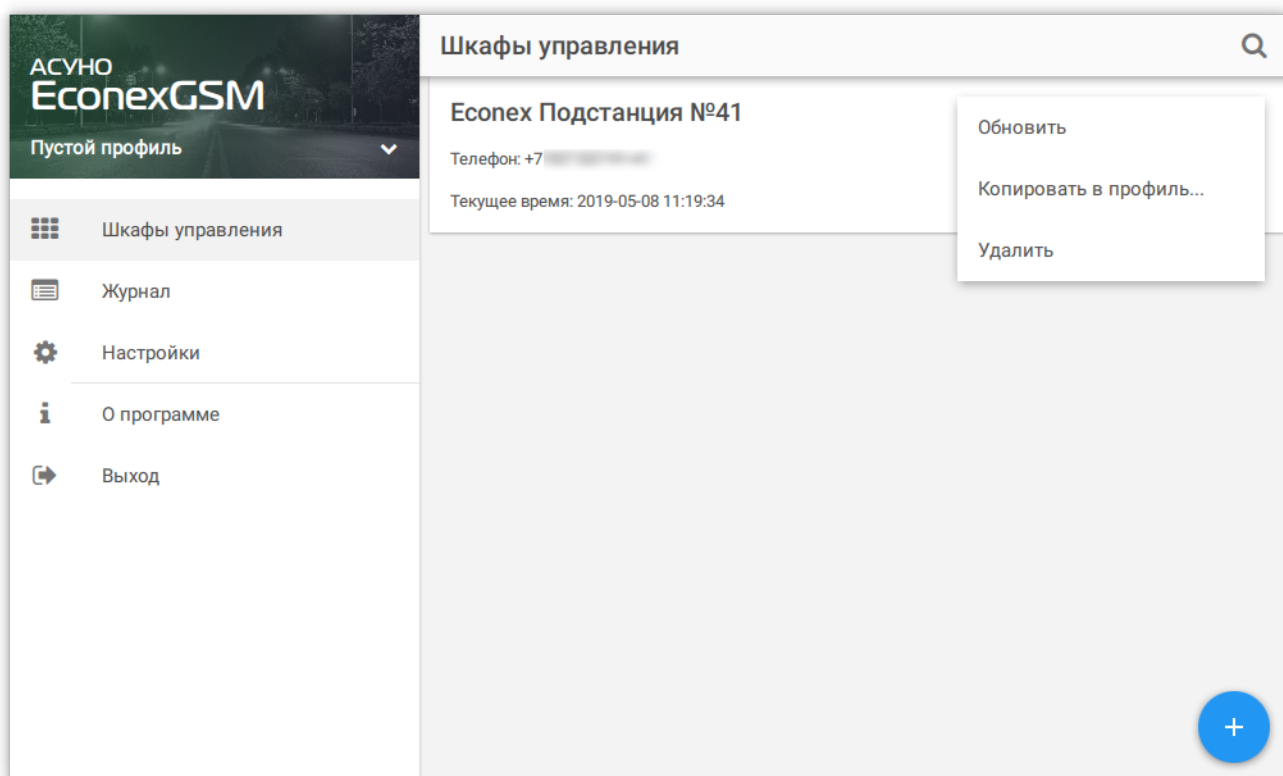 АСУНО
EconexGSM
Пустой профиль
Шкафы управления
Журнал
Настройки
О программе
Выход
Шкафы управления
Econex Подстанция №41
Телефон: +7
Текущее время: 2019-05-08 11:19:34
Обновить
Копировать в профиль...
Удалить